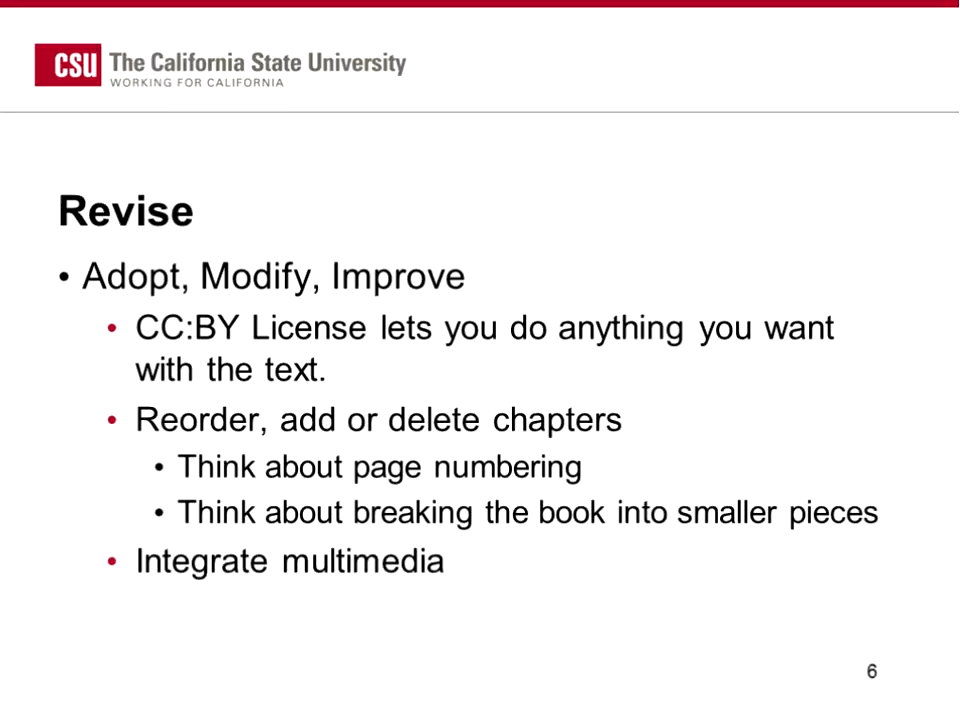 CSU The California State University
WORKING FOR CALIFORNIA
Revise
• Adopt, Modify, Improve
• CC:BY License lets you do anything you want
with the text.
• Reorder, add or delete chapters
• Think about page numbering
• Think about breaking the book into smaller pieces
• Integrate multimedia
6